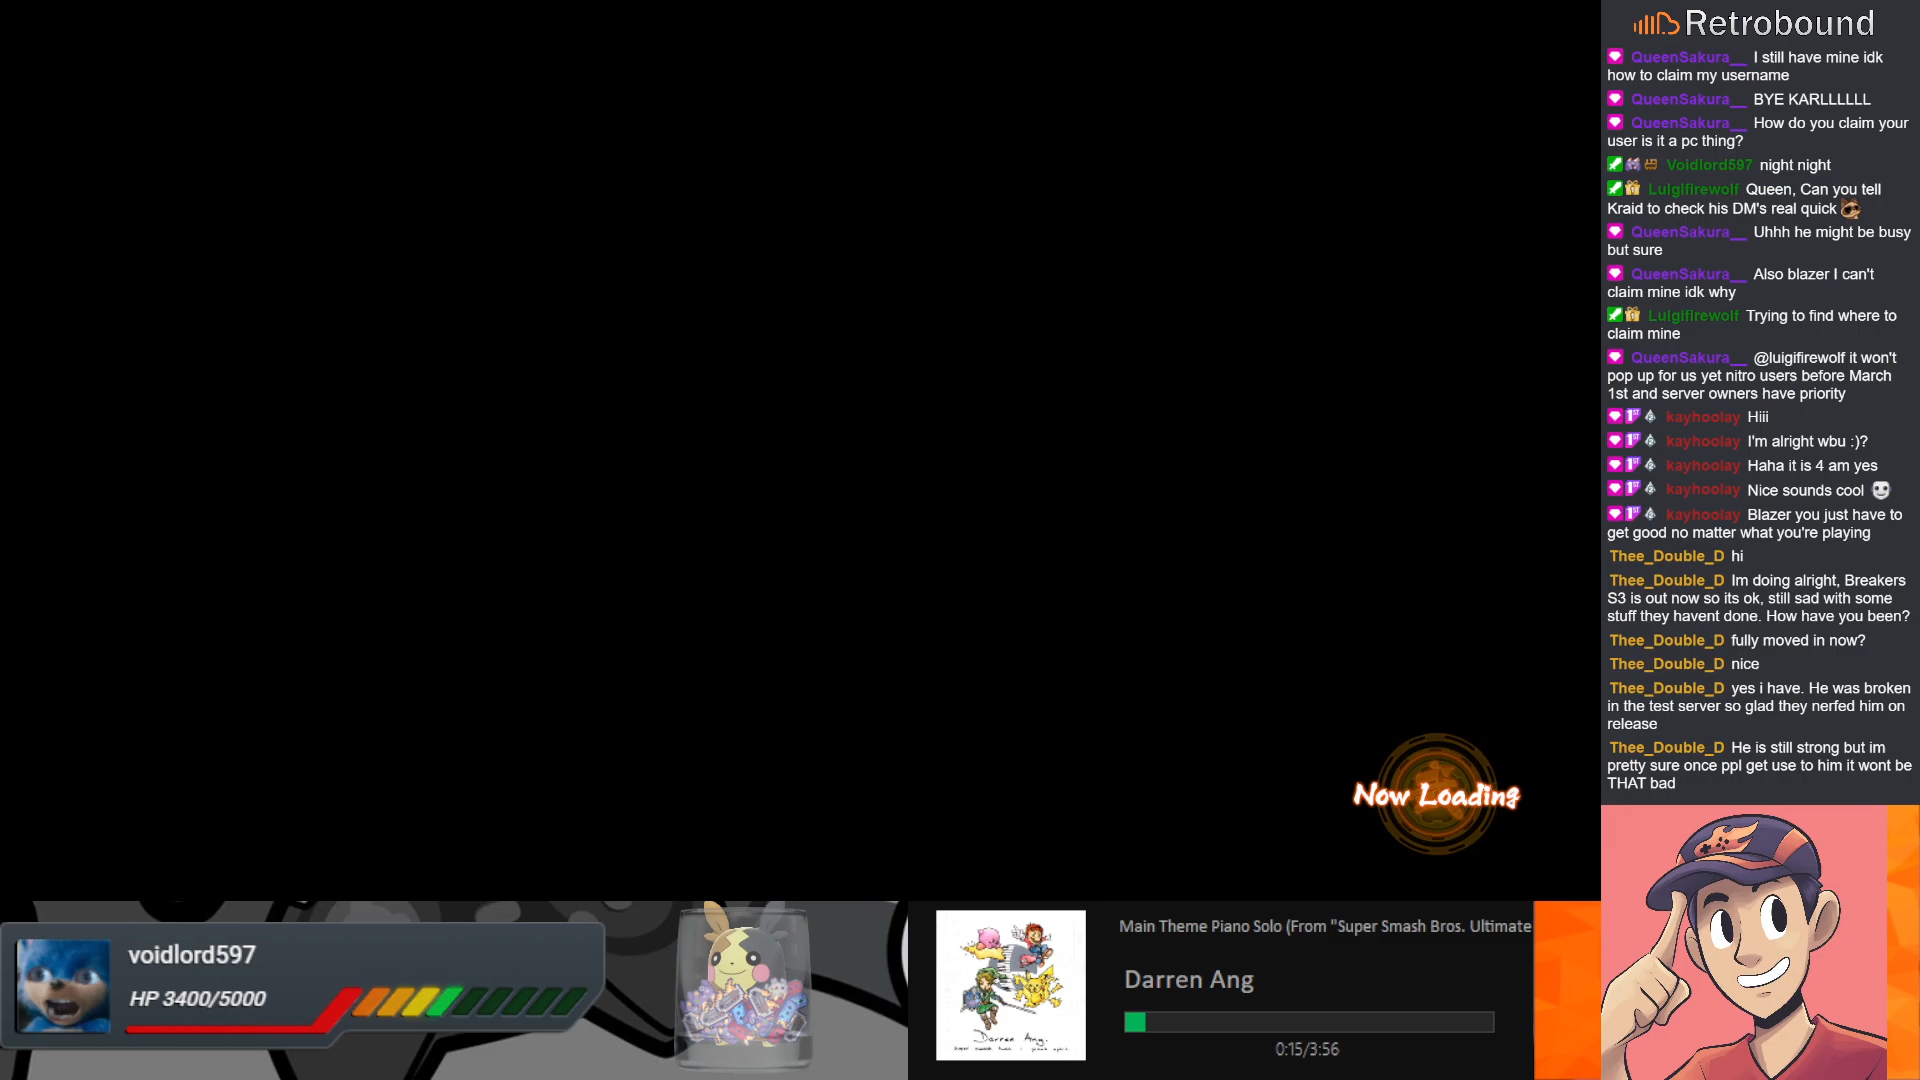 Retrobound
QueenSakura__ I still have mine idk
how to claim my username
QueenSakura__ BYE KARLLLLLL
QueenSakura__ How do you claim your
user is it a pc thing?
Voidlord597 night night
Luigifirewolf Queen, Can you tell
Kraid to check his DM's real quick
QueenSakura__ Uhhh he might be busy
but sure
QueenSakura__ Also blazer I can't
claim mine idk why
Luigifirewolf Trying to find where to
claim mine
QueenSakura__ @luigifirewolf it won't
pop up for us yet nitro users before March
1st and server owners have priority
1ST kayhoolay Hiii
1ST kayhoolay I'm alright wbu :)?
1ST kayhoolay Haha it is 4 am yes
1ST kayhoolay Nice sounds cool
1ST kayhoolay Blazer you just have to
get good no matter what you're playing
Thee_Double_D hi
Thee_Double_D Im doing alright, Breakers
S3 is out now so its ok, still sad with some
stuff they havent done. How have you been?
Thee_Double_D fully moved in now?
Thee_Double_D nice
Thee_Double_D yes i have. He was broken
in the test server so glad they nerfed him on
release
Thee_Double_D He is still strong but im
pretty sure once ppl get use to him it wont be
THAT bad
Now Loading
voidlord597
HP 3400/5000
Darren Ang.
Main Theme Piano Solo (From "Super Smash Bros. Ultimate
Darren Ang
0:15/3:56